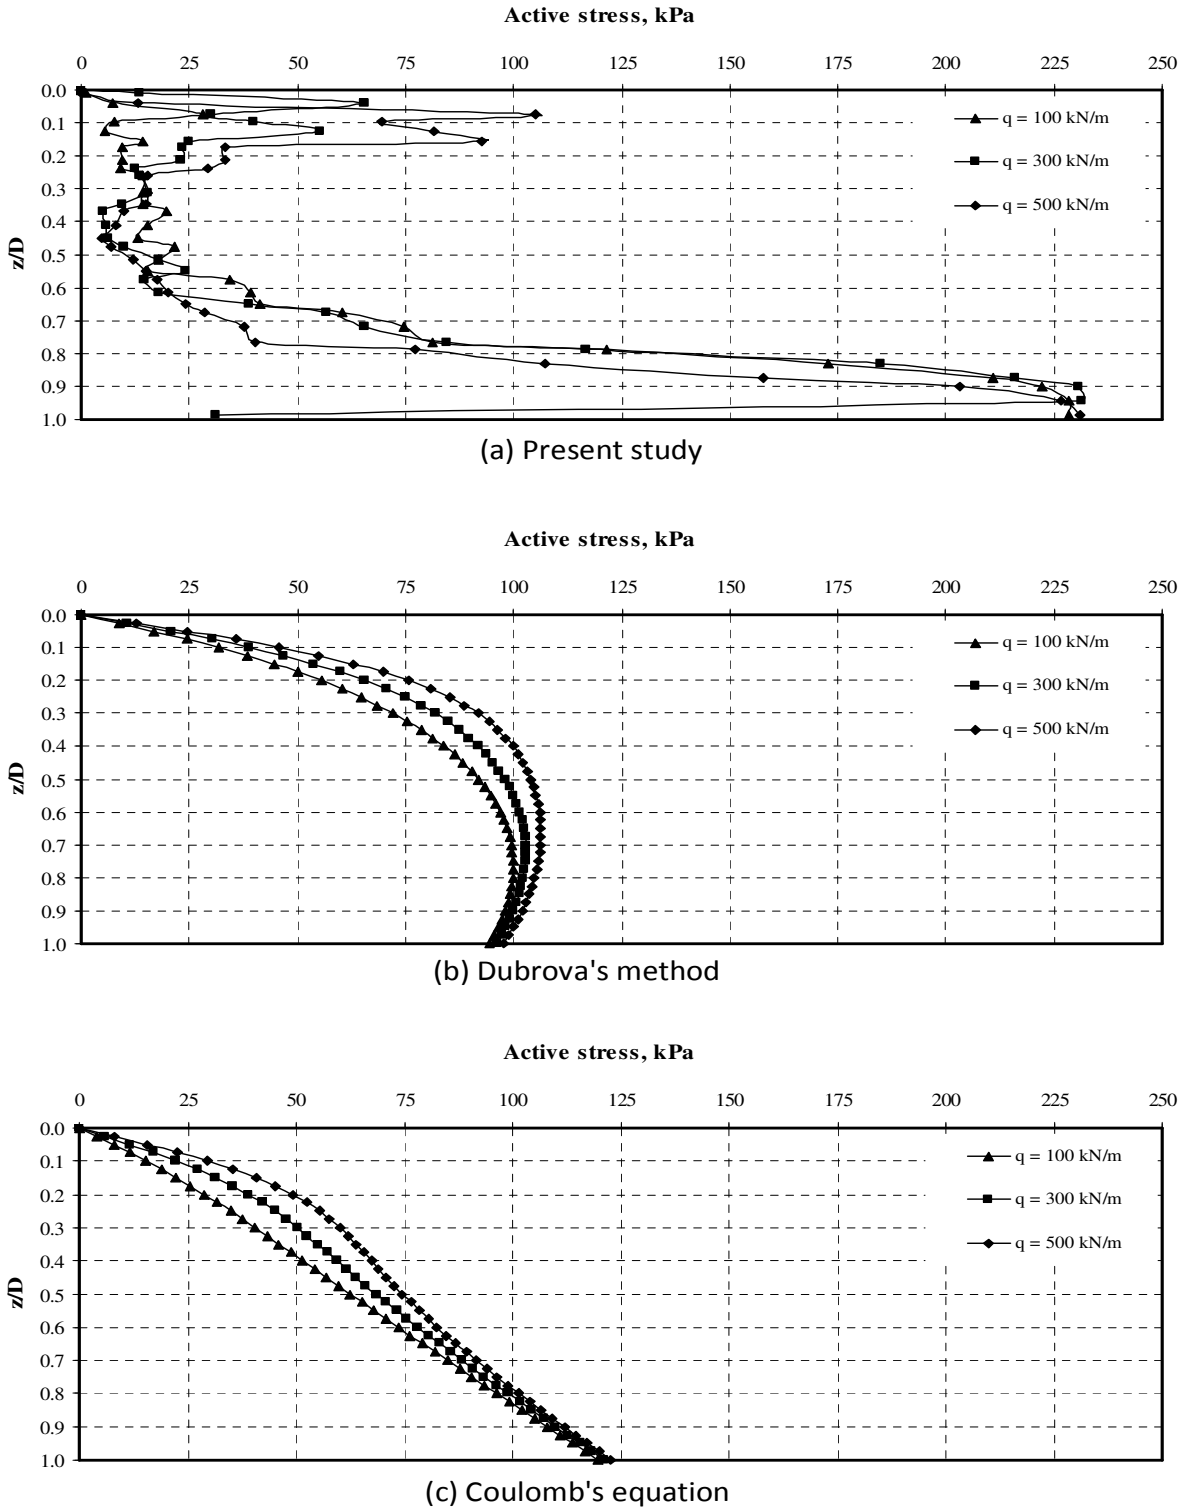 Active stress, kPa
0 25 50 75 100 125 150 175 200 225 250
0.0
0.1
0.2
0.3
0.4
0.5
0.6
0.7
0.8
0.9
1.0
z/D
q = 100 kN/m
q = 300 kN/m
q = 500 kN/m
(a) Present study
Active stress, kPa
0 25 50 75 100 125 150 175 200 225 250
0.0
0.1
0.2
0.3
0.4
0.5
0.6
0.7
0.8
0.9
1.0
z/D
q = 100 kN/m
q = 300 kN/m
q = 500 kN/m
(b) Dubrova's method
Active stress, kPa
0 25 50 75 100 125 150 175 200 225 250
0.0
0.1
0.2
0.3
0.4
0.5
0.6
0.7
0.8
0.9
1.0
z/D
q = 100 kN/m
q = 300 kN/m
q = 500 kN/m
(c) Coulomb's equation